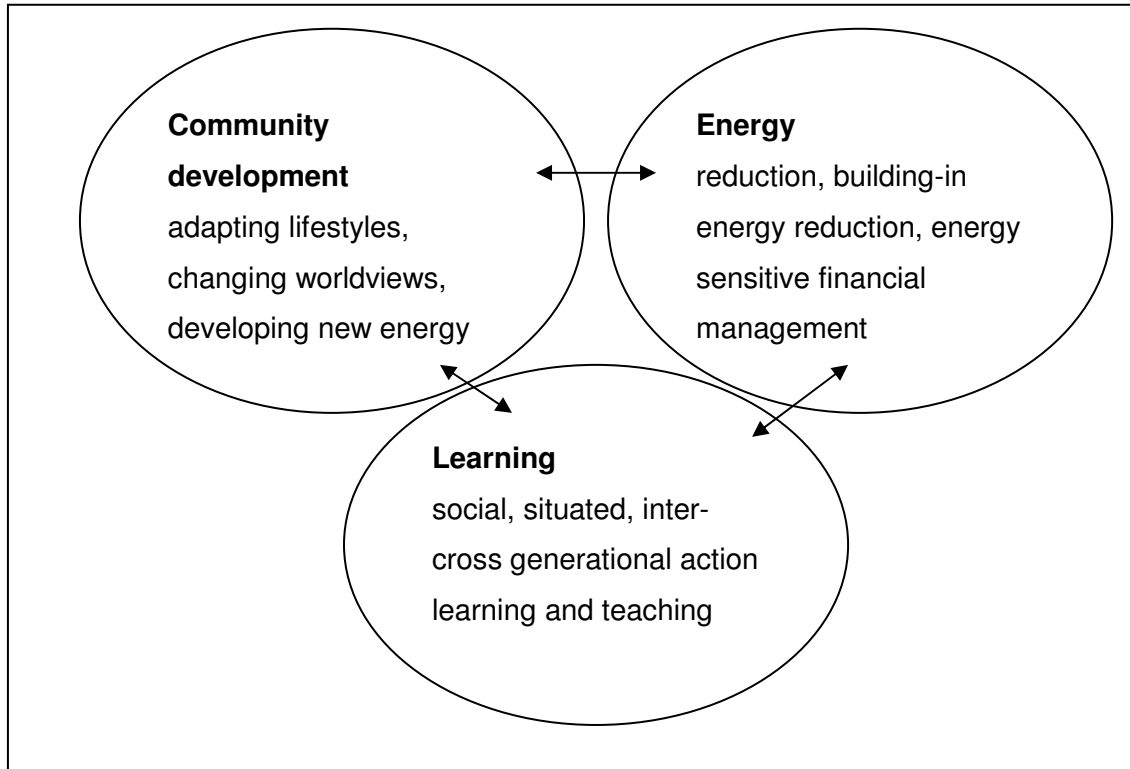 Community
development
adapting lifestyles,
changing worldviews,
developing new energy
Energy
reduction, building-in
energy reduction, energy
sensitive financial
management
Learning
social, situated, inter-
cross generational action
learning and teaching